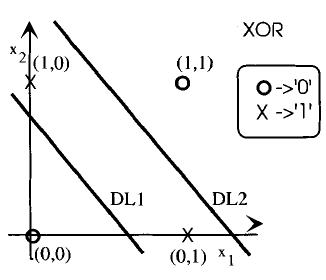 XOR
x2
(1,0)
(1,1)
O ->'0'
X ->'1'
DL1
DL2
(0,0)
(0,1)
x1